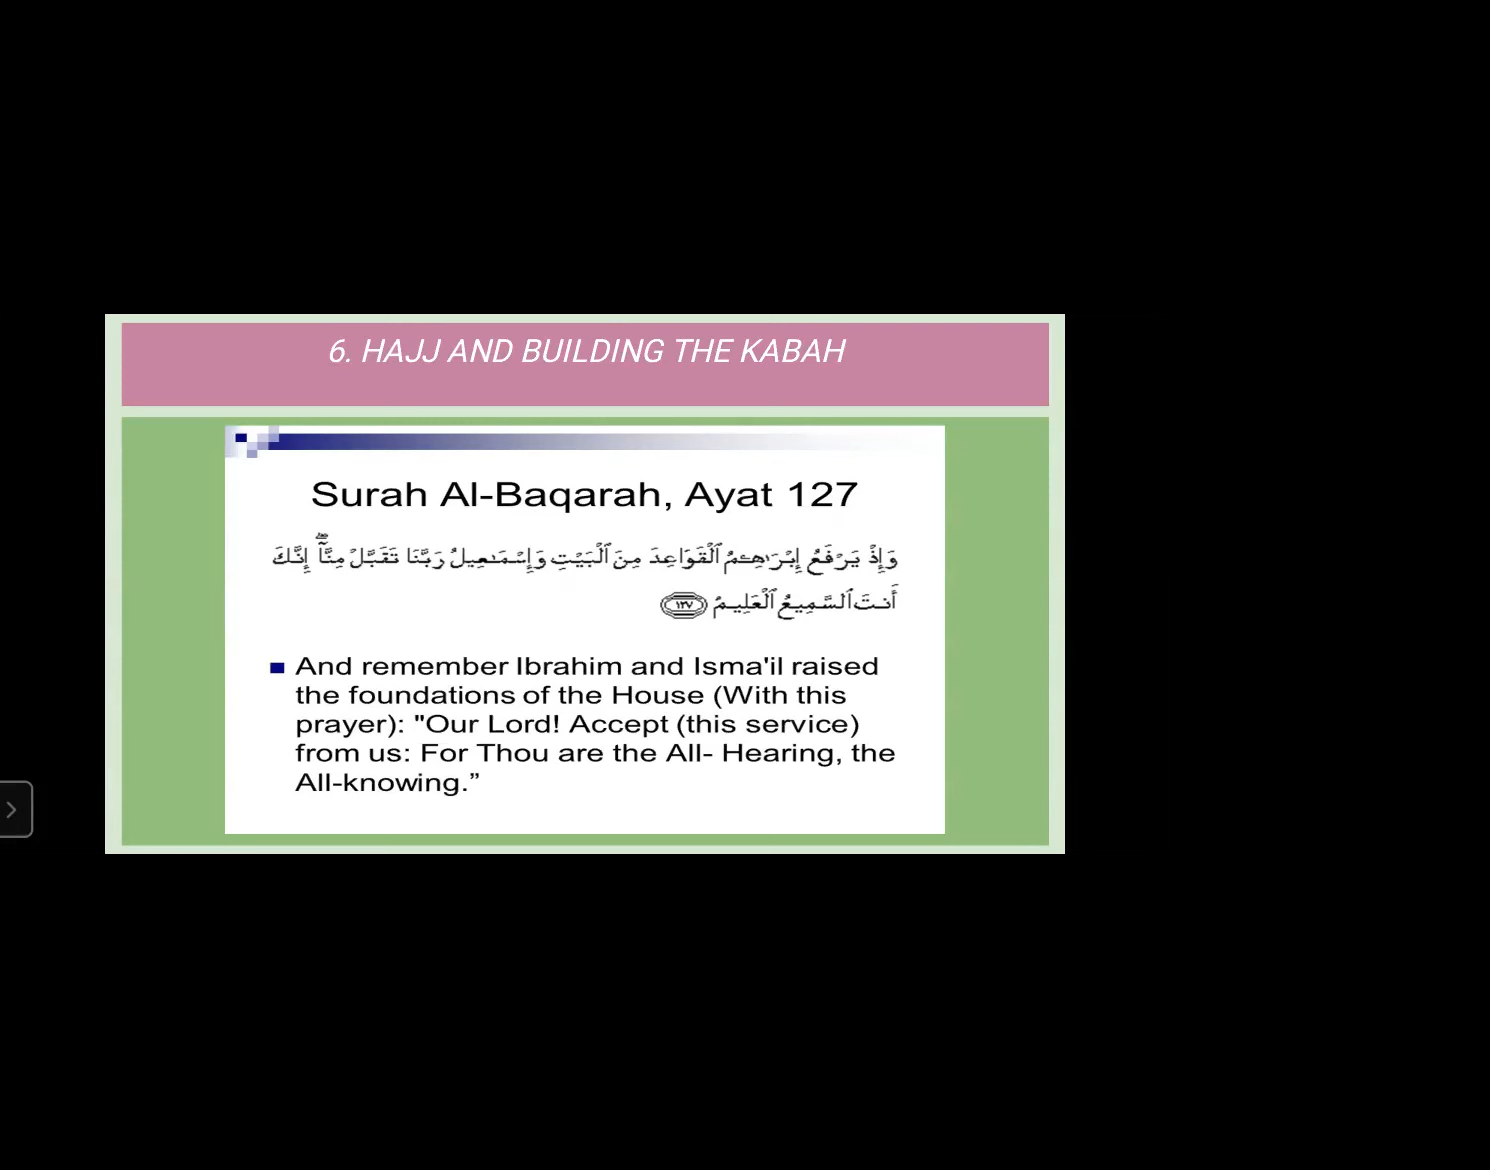 6. HAJJ AND BUILDING THE KABAH
Surah Al-Baqarah, Ayat 127
وَإِذْ يَرْفَعُ إِبْرَٰهِـۧمُ ٱلْقَوَاعِدَ مِنَ ٱلْبَيْتِ وَإِسْمَـٰعِيلُ رَبَّنَا تَقَبَّلْ مِنَّآ ۖ إِنَّكَ
أَنتَ ٱلسَّمِيعُ ٱلْعَلِيمُ ١٢٧
And remember Ibrahim and Isma'il raised
the foundations of the House (With this
prayer): "Our Lord! Accept (this service)
from us: For Thou are the All- Hearing, the
All-knowing.”